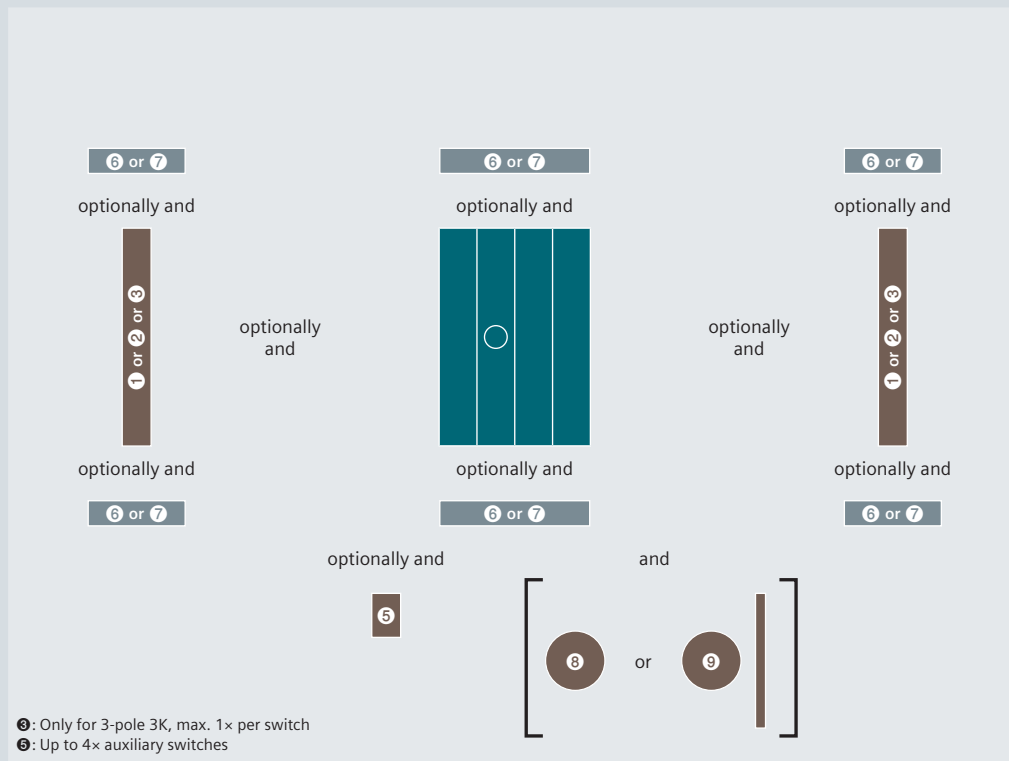 ❻ or ❼
❻ or ❼
❻ or ❼
optionally and
optionally and
optionally and
❶ or ❷ or ❸
optionally
and
optionally
and
❶ or ❷ or ❸
optionally and
optionally and
optionally and
❻ or ❼
❻ or ❼
❻ or ❼
optionally and
and
❺
❽
or
❾
❸: Only for 3-pole 3K, max. 1× per switch
❺: Up to 4× auxiliary switches